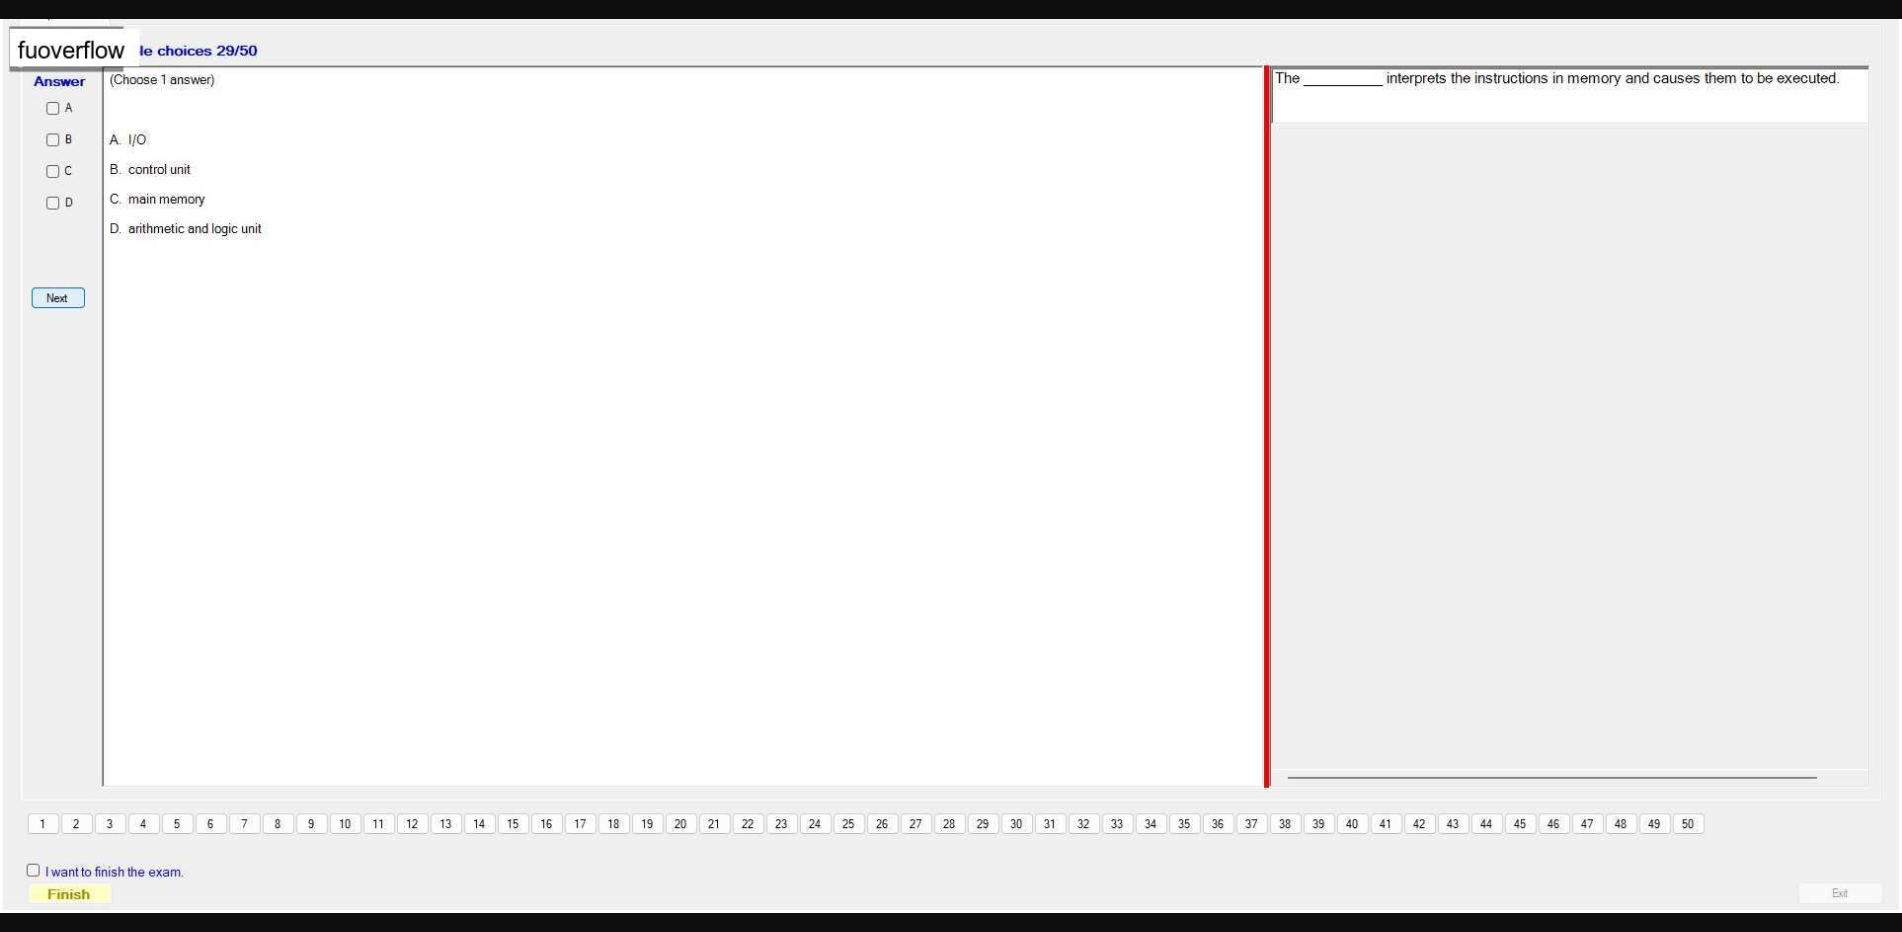 fuoverflow
le choices 29/50
Answer
(Choose 1 answer)
The __________ interprets the instructions in memory and causes them to be executed.
A
B
C
D
A. I/O
B. control unit
C. main memory
D. arithmetic and logic unit
Next
1 2 3 4 5 6 7 8 9 10 11 12 13 14 15 16 17 18 19 20 21 22 23 24 25 26 27 28 29 30 31 32 33 34 35 36 37 38 39 40 41 42 43 44 45 46 47 48 49 50
I want to finish the exam.
Finish
Exit